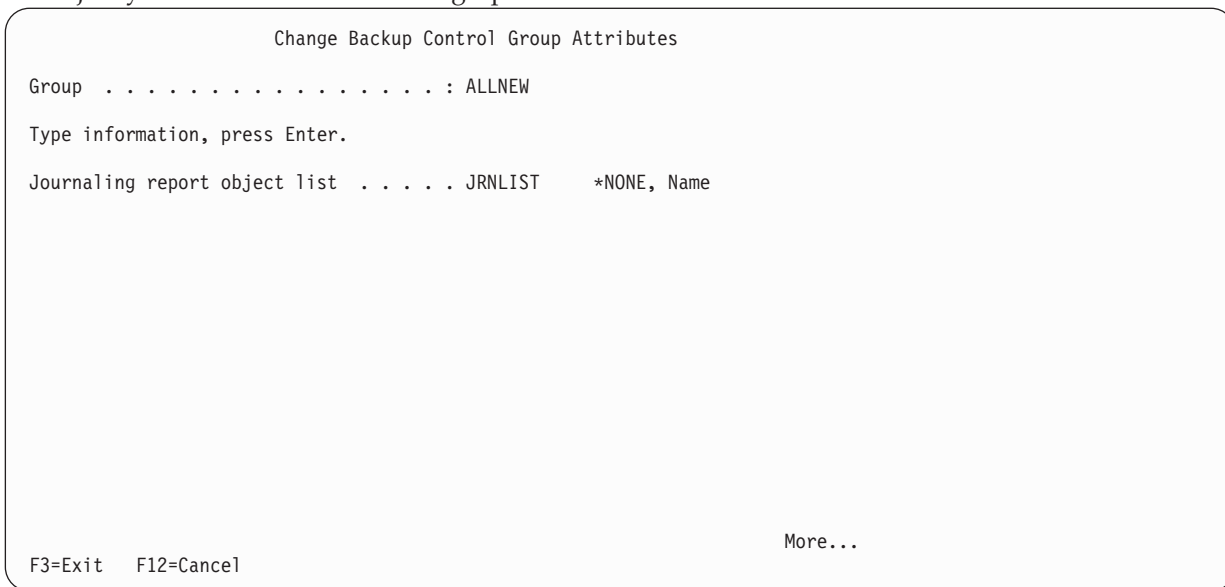 Change Backup Control Group Attributes
Group . . . . . . . . . . . . . . . . : ALLNEW
Type information, press Enter.
Journaling report object list . . . . . JRNLIST *NONE, Name
More...
F3=Exit F12=Cancel